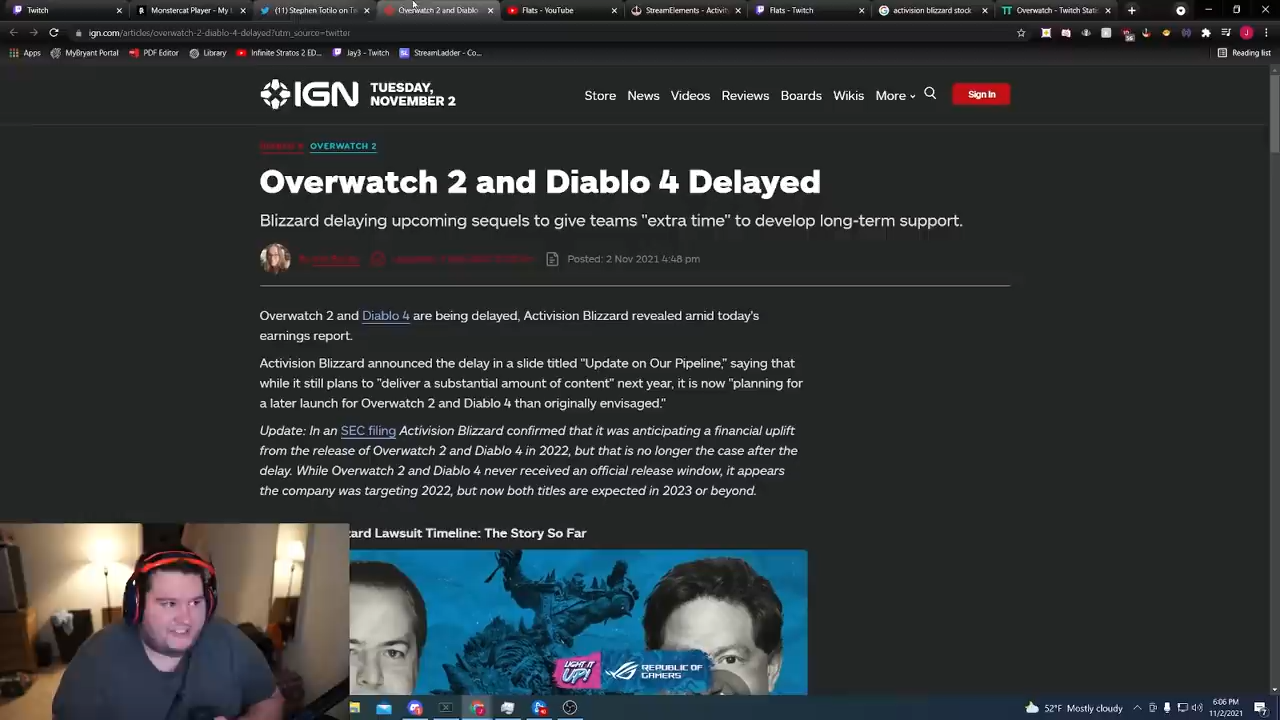 Twitch
Monstercat Player - My L
(11) Stephen Totilo on Tw
Overwatch 2 and Diablo
Flats - YouTube
StreamElements - Activit
Flats - Twitch
activision blizzard stock
Overwatch - Twitch Stati
ign.com/articles/overwatch-2-diablo-4-delayed?utm_source=twitter
Apps
MyBryant Portal
PDF Editor
Library
Infinite Stratos 2 ED...
Jay3 - Twitch
StreamLadder - Co...
Reading list
IGN
TUESDAY,
NOVEMBER 2
Store
News
Videos
Reviews
Boards
Wikis
More
Sign In
DIABLO 4
OVERWATCH 2
Overwatch 2 and Diablo 4 Delayed
Blizzard delaying upcoming sequels to give teams "extra time" to develop long-term support.
Posted: 2 Nov 2021 4:48 pm
Overwatch 2 and Diablo 4 are being delayed, Activision Blizzard revealed amid today's
earnings report.
Activision Blizzard announced the delay in a slide titled "Update on Our Pipeline," saying that
while it still plans to "deliver a substantial amount of content" next year, it is now "planning for
a later launch for Overwatch 2 and Diablo 4 than originally envisaged."
Update: In an SEC filing Activision Blizzard confirmed that it was anticipating a financial uplift
from the release of Overwatch 2 and Diablo 4 in 2022, but that is no longer the case after the
delay. While Overwatch 2 and Diablo 4 never received an official release window, it appears
the company was targeting 2022, but now both titles are expected in 2023 or beyond.
zard Lawsuit Timeline: The Story So Far
LIGHT IT UP!
REPUBLIC OF
GAMERS
52°F Mostly cloudy
6:06 PM
11/2/2021